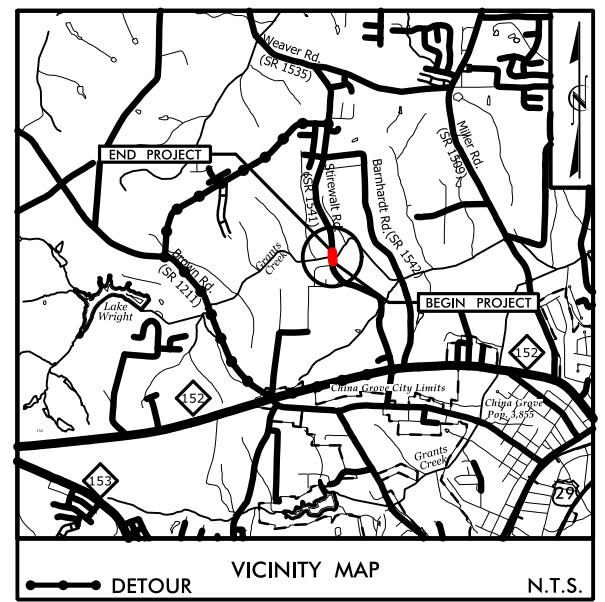 Weaver Rd.
(SR 1535)
Miller Rd.
(SR 1509)
END PROJECT
Stirewalt Rd.
(SR 1541)
Barnhardt Rd.(SR 1542)
Grants
Creek
Brown Rd.
(SR 1211)
Lake
Wright
BEGIN PROJECT
152
China Grove City Limits
152
China Grove
Pop. 3,855
Grants
Creek
153
29
VICINITY MAP
DETOUR
N.T.S.